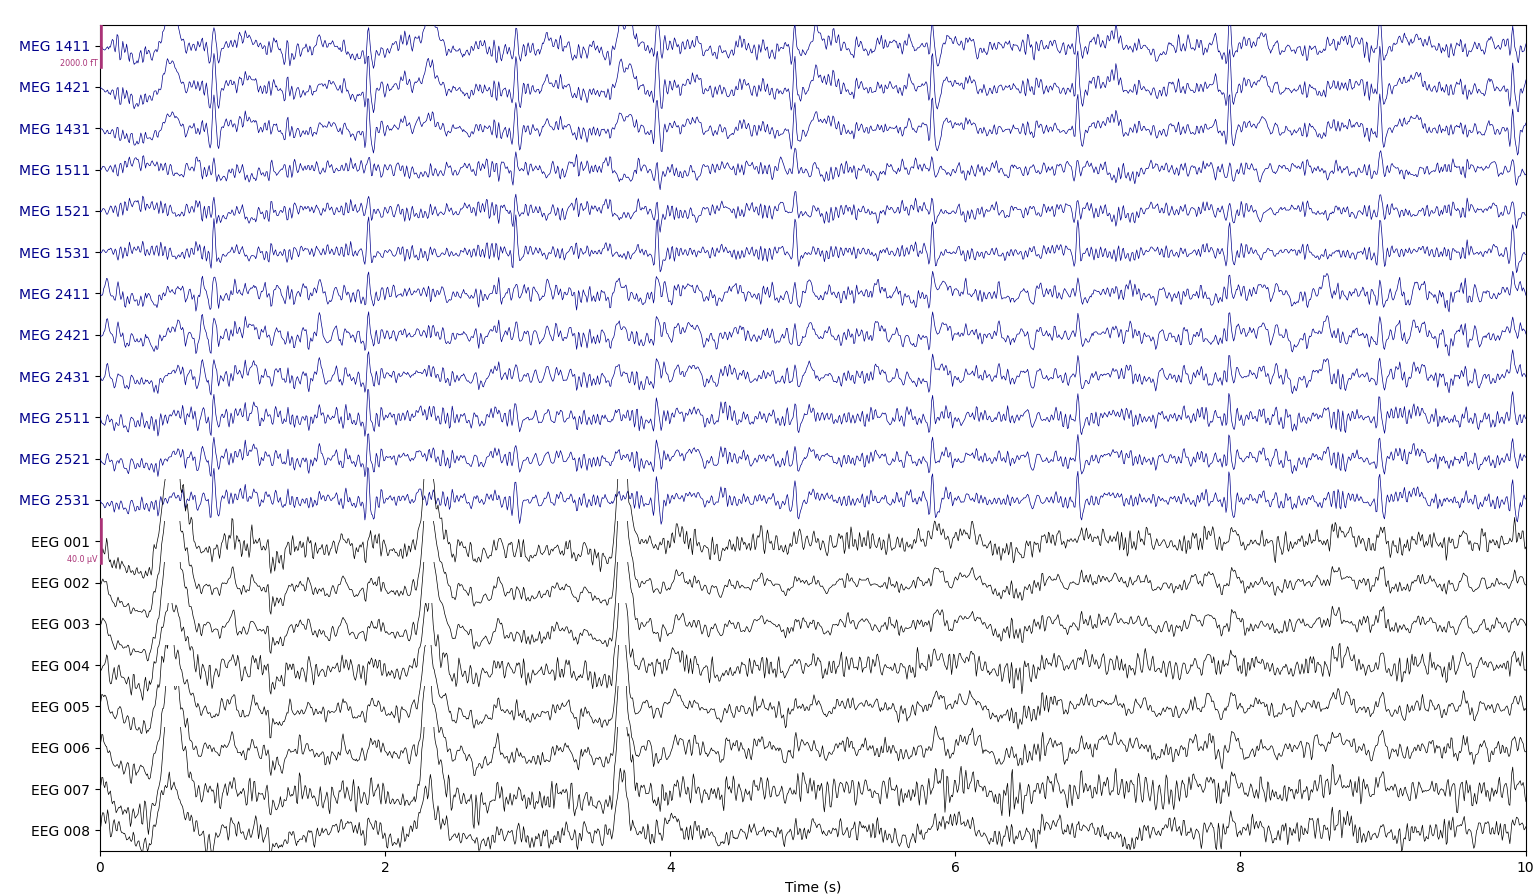 MEG 1411
2000.0 fT
MEG 1421
MEG 1431
MEG 1511
MEG 1521
MEG 1531
MEG 2411
MEG 2421
MEG 2431
MEG 2511
MEG 2521
MEG 2531
EEG 001
40.0 µV
EEG 002
EEG 003
EEG 004
EEG 005
EEG 006
EEG 007
EEG 008
0 2 4 6 8 10
Time (s)